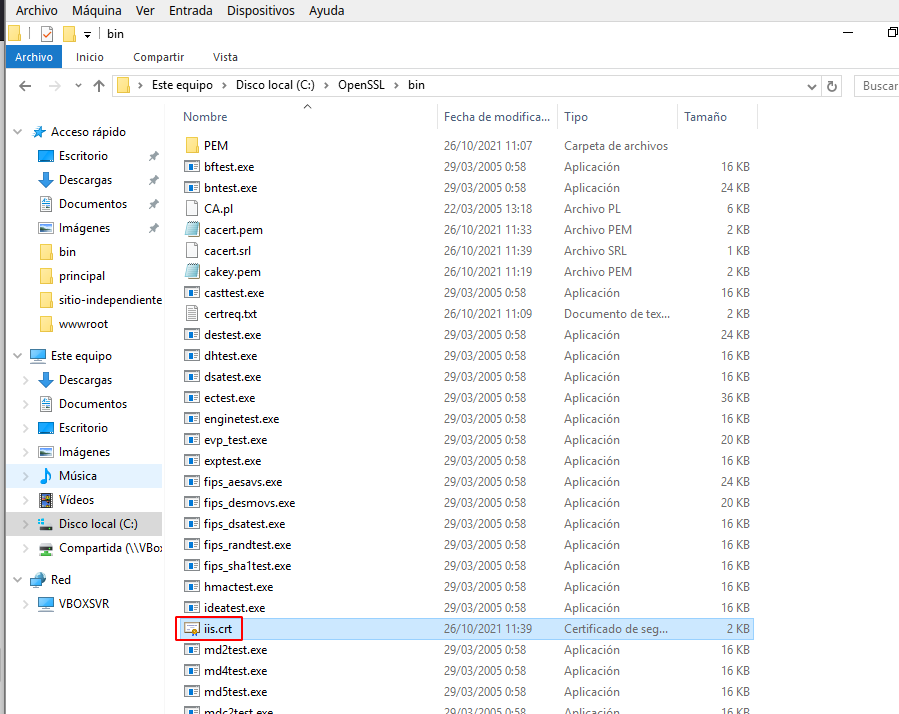 Archivo Máquina Ver Entrada Dispositivos Ayuda
bin
Archivo Inicio Compartir Vista
Este equipo > Disco local (C:) > OpenSSL > bin
Buscar
Nombre Fecha de modifica... Tipo Tamaño
Acceso rápido
Escritorio
Descargas
Documentos
Imágenes
bin
principal
sitio-independiente
wwwroot
Este equipo
Descargas
Documentos
Escritorio
Imágenes
Música
Vídeos
Disco local (C:)
Compartida (\\VBo
Red
VBOXSVR
PEM 26/10/2021 11:07 Carpeta de archivos
bftest.exe 29/03/2005 0:58 Aplicación 16 KB
bntest.exe 29/03/2005 0:58 Aplicación 24 KB
CA.pl 22/03/2005 13:18 Archivo PL 6 KB
cacert.pem 26/10/2021 11:33 Archivo PEM 2 KB
cacert.srl 26/10/2021 11:39 Archivo SRL 1 KB
cakey.pem 26/10/2021 11:19 Archivo PEM 2 KB
casttest.exe 29/03/2005 0:58 Aplicación 16 KB
certreq.txt 26/10/2021 11:09 Documento de tex... 2 KB
destest.exe 29/03/2005 0:58 Aplicación 24 KB
dhtest.exe 29/03/2005 0:58 Aplicación 16 KB
dsatest.exe 29/03/2005 0:58 Aplicación 16 KB
ectest.exe 29/03/2005 0:58 Aplicación 36 KB
enginetest.exe 29/03/2005 0:58 Aplicación 16 KB
evp_test.exe 29/03/2005 0:58 Aplicación 20 KB
exptest.exe 29/03/2005 0:58 Aplicación 16 KB
fips_aesavs.exe 29/03/2005 0:58 Aplicación 24 KB
fips_desmovs.exe 29/03/2005 0:58 Aplicación 20 KB
fips_dsatest.exe 29/03/2005 0:58 Aplicación 16 KB
fips_randtest.exe 29/03/2005 0:58 Aplicación 16 KB
fips_sha1test.exe 29/03/2005 0:58 Aplicación 16 KB
hmactest.exe 29/03/2005 0:58 Aplicación 16 KB
ideatest.exe 29/03/2005 0:58 Aplicación 16 KB
iis.crt 26/10/2021 11:39 Certificado de seg... 2 KB
md2test.exe 29/03/2005 0:58 Aplicación 16 KB
md4test.exe 29/03/2005 0:58 Aplicación 16 KB
md5test.exe 29/03/2005 0:58 Aplicación 16 KB
mdc2test.exe 29/03/2005 0:58 Aplicación 16 KB